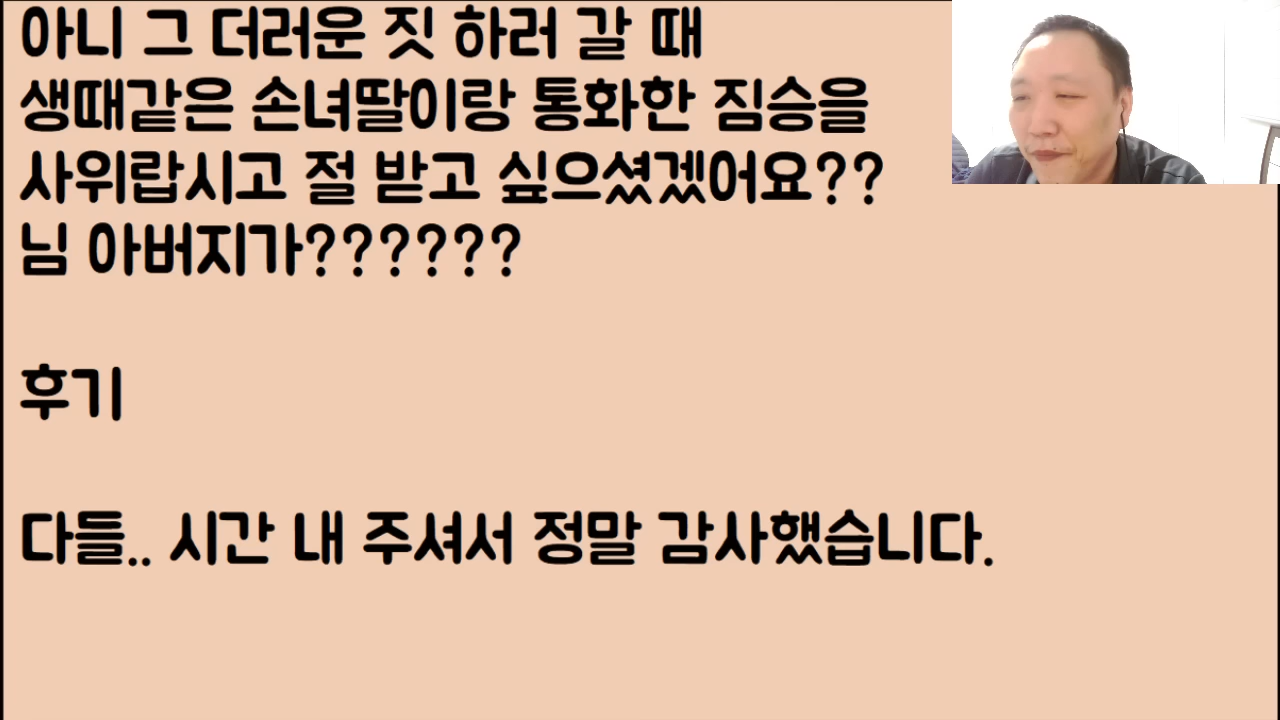 아니 그 더러운 짓 하러 갈 때
생때같은 손녀딸이랑 통화한 짐승을
사위랍시고 절 받고 싶으셨겠어요??
님 아버지가??????
후기
다들.. 시간 내 주셔서 정말 감사했습니다.